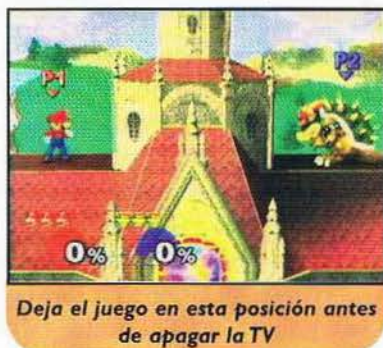 P1
P2
0%
0%
Deja el juego en esta posición antes
de apagar la TV